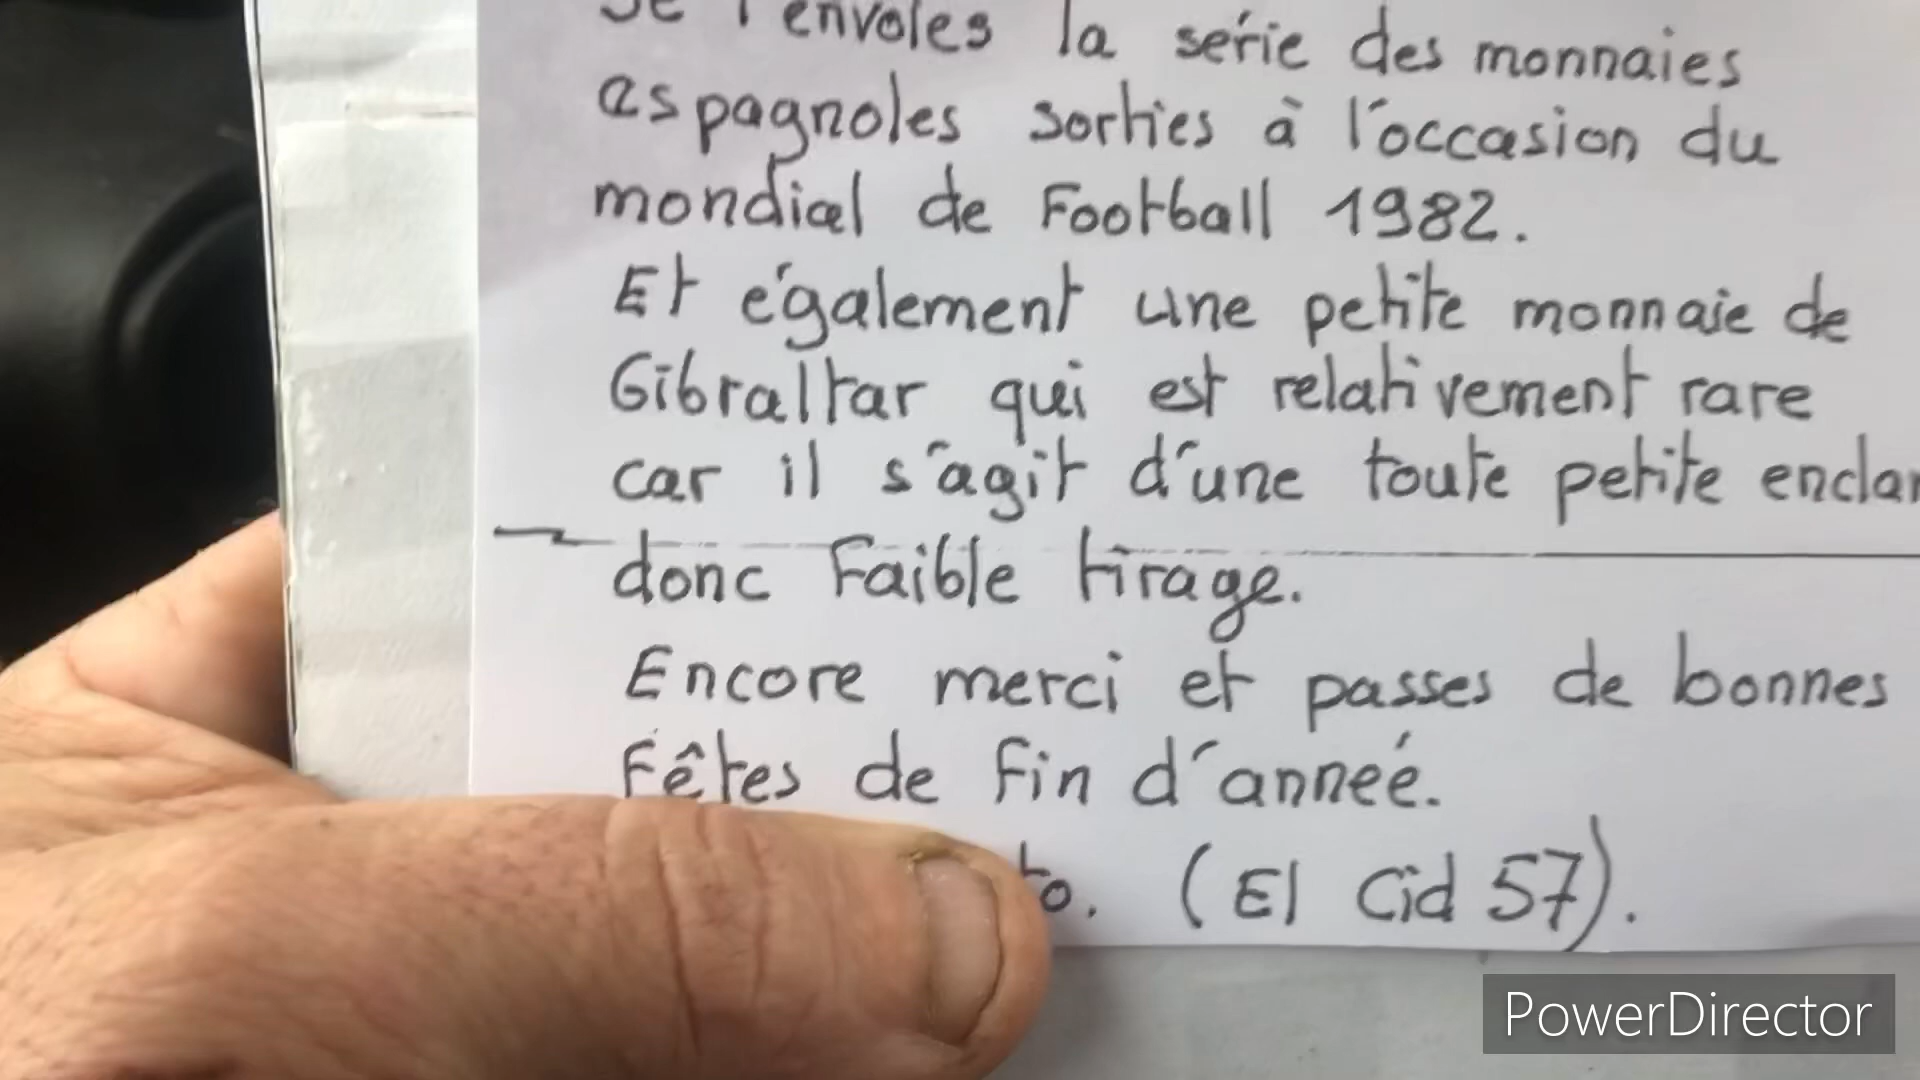 Je t'envoies la série des monnaies
espagnoles sorties à l'occasion du
mondial de Football 1982.
Et également une petite monnaie de
Gibraltar qui est relativement rare
car il s'agit d'une toute petite
donc Faible tirage.
Encore merci et passes de bonnes
Fêtes de Fin d'anneé.
(El Cid 57).
PowerDirector